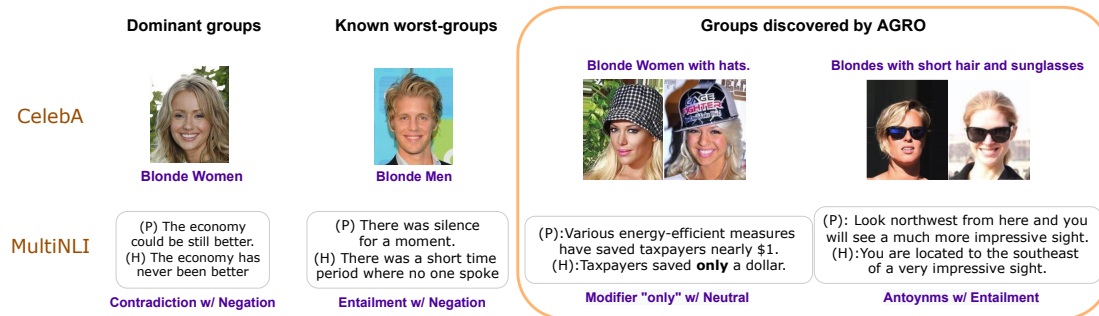 Dominant groups
Known worst-groups
Groups discovered by AGRO
CelebA
Blonde Women
Blonde Men
Blonde Women with hats.
CAGE
FIGHTER
Blondes with short hair and sunglasses
MultiNLI
(P) The economy
could be still better.
(H) The economy has
never been better
Contradiction w/ Negation
(P) There was silence
for a moment.
(H) There was a short time
period where no one spoke
Entailment w/ Negation
(P):Various energy-efficient measures
have saved taxpayers nearly $1.
(H):Taxpayers saved only a dollar.
Modifier "only" w/ Neutral
(P): Look northwest from here and you
will see a much more impressive sight.
(H):You are located to the southeast
of a very impressive sight.
Antoynms w/ Entailment